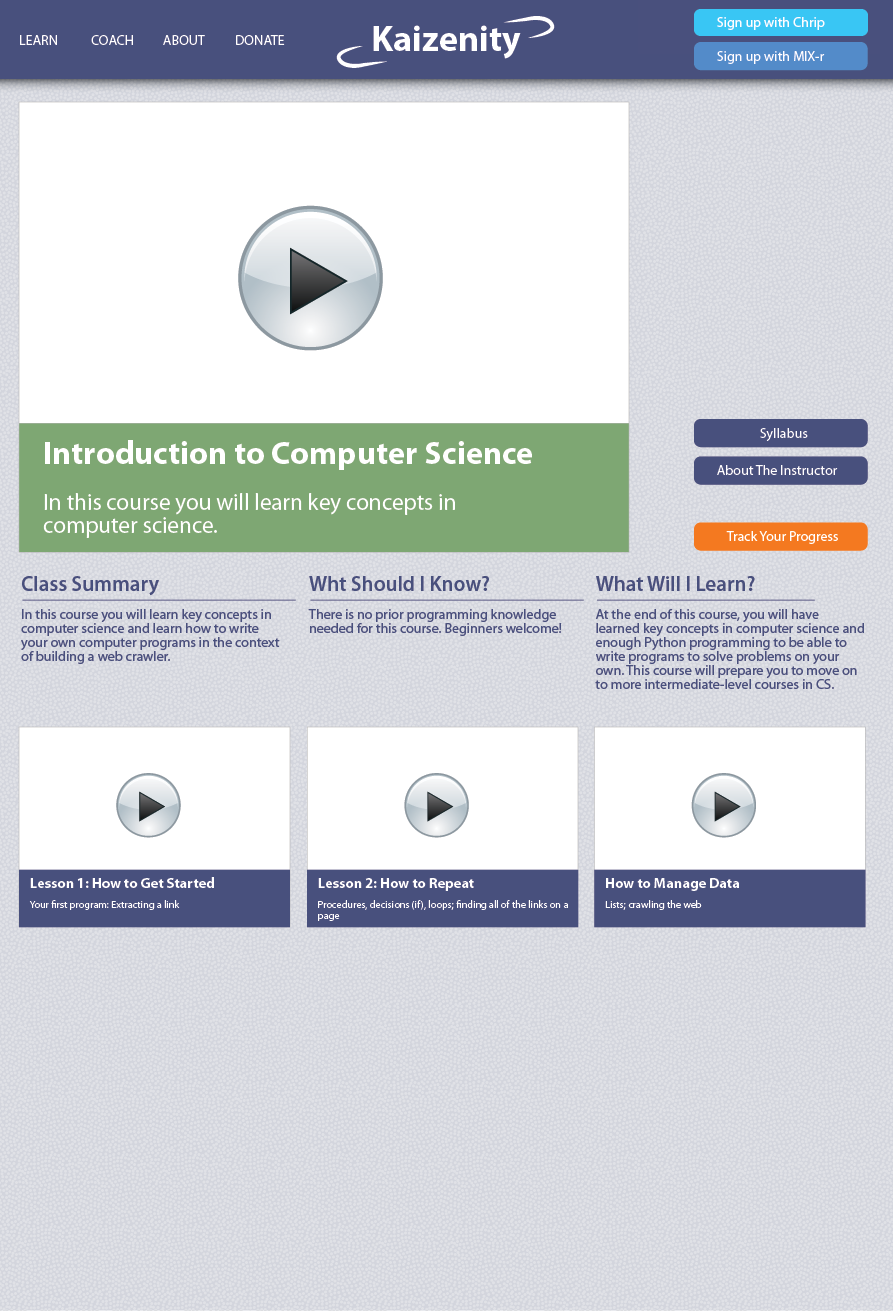 LEARN
COACH
ABOUT
DONATE
Kaizenity
Sign up with Chrip
Sign up with MIX-r
Introduction to Computer Science
In this course you will learn key concepts in
computer science.
Syllabus
About The Instructor
Track Your Progress
Class Summary
In this course you will learn key concepts in
computer science and learn how to write
your own computer programs in the context
of building a web crawler.
Wht Should I Know?
There is no prior programming knowledge
needed for this course. Beginners welcome!
What Will I Learn?
At the end of this course, you will have
learned key concepts in computer science and
enough Python programming to be able to
write programs to solve problems on your
own. This course will prepare you to move on
to more intermediate-level courses in CS.
Lesson 1: How to Get Started
Your first program: Extracting a link
Lesson 2: How to Repeat
Procedures, decisions (if), loops; finding all of the links on a
page
How to Manage Data
Lists; crawling the web